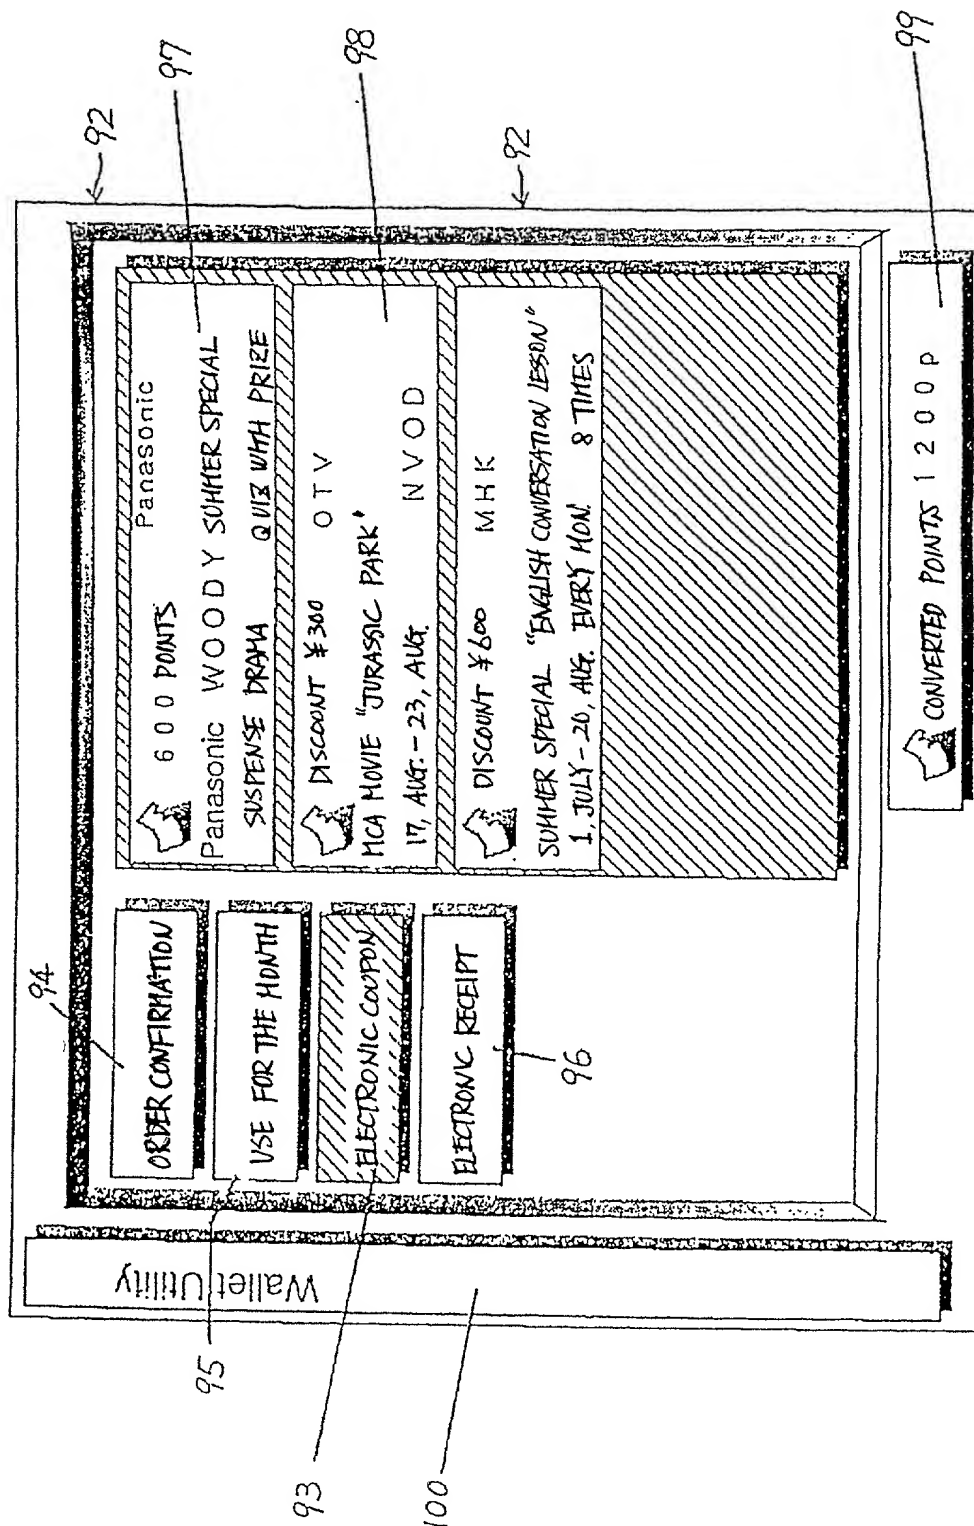 92
92
97
98
99
94
95
93
96
100
Wallet Utility
ORDER CONFIRMATION
USE FOR THE MONTH
ELECTRONIC COUPON
ELECTRONIC RECEIPT
600 POINTS Panasonic
Panasonic WOODY SUMMER SPECIAL
SUSPENSE DRAMA QUIZ WITH PRIZE
DISCOUNT ¥300 OTV
MCA MOVIE "JURASSIC PARK"
17, AUG. - 23, AUG. NVOD
DISCOUNT ¥600 MHK
SUMMER SPECIAL "ENGLISH CONVERSATION LESSON"
1, JULY - 20, AUG. EVERY MON. 8 TIMES
CONVERTED POINTS 1200p